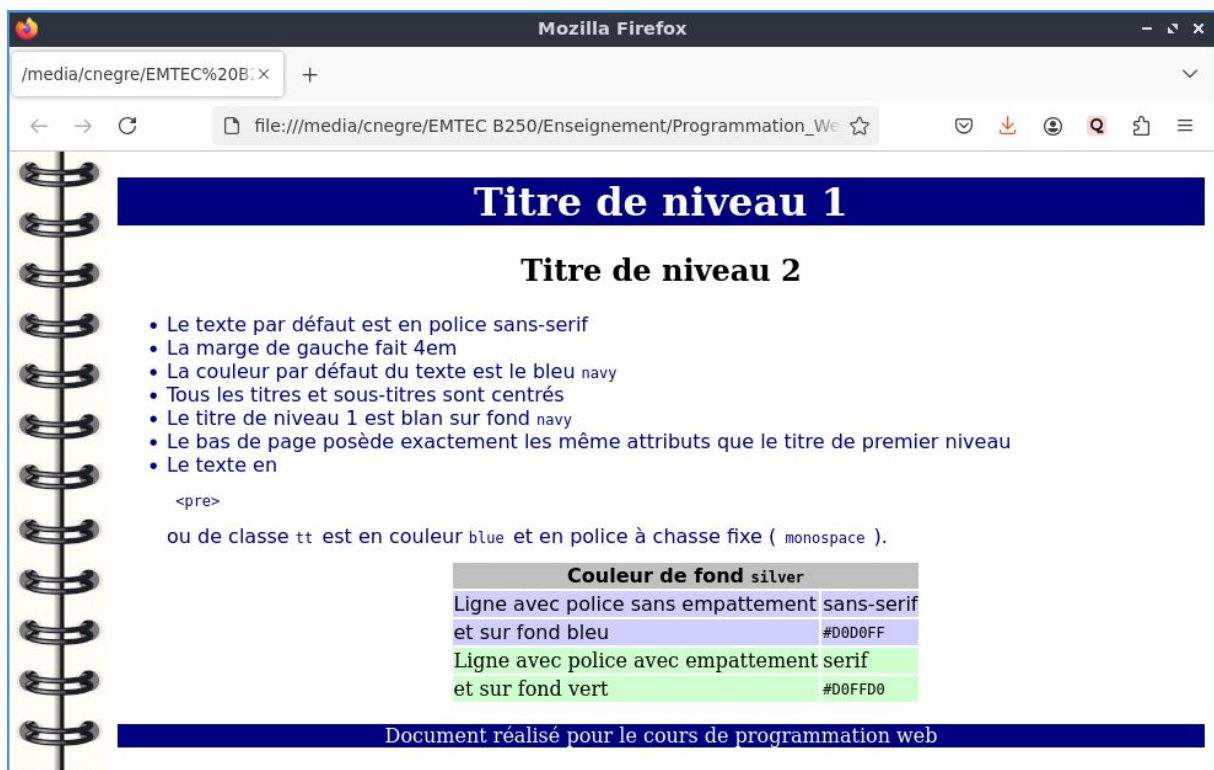 Mozilla Firefox
/media/cnegre/EMTEC%20B
file:///media/cnegre/EMTEC B250/Enseignement/Programmation_We
Q
Titre de niveau 1
Titre de niveau 2
• Le texte par défaut est en police sans-serif
• La marge de gauche fait 4em
• La couleur par défaut du texte est le bleu navy
• Tous les titres et sous-titres sont centrés
• Le titre de niveau 1 est blan sur fond navy
• Le bas de page posède exactement les même attributs que le titre de premier niveau
• Le texte en
<pre>
ou de classe tt est en couleur blue et en police à chasse fixe ( monospace ).
Couleur de fond silver
Ligne avec police sans empattement sans-serif
et sur fond bleu #D0D0FF
Ligne avec police avec empattement serif
et sur fond vert #D0FFD0
Document réalisé pour le cours de programmation web